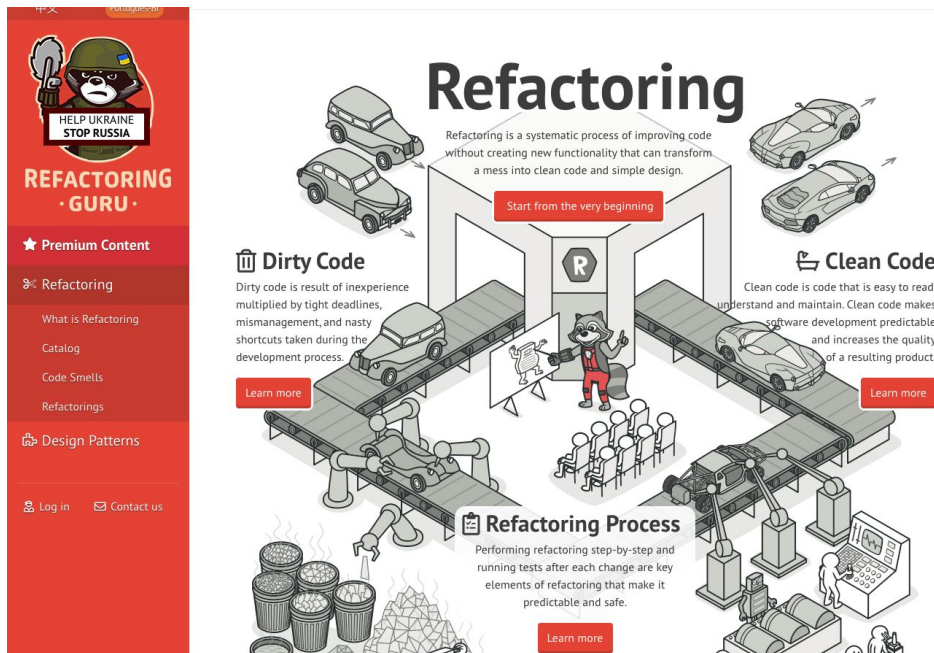 中文
Português-Br
HELP UKRAINE
STOP RUSSIA
REFACTORING
· GURU ·
Premium Content
Refactoring
What is Refactoring
Catalog
Code Smells
Refactorings
Design Patterns
Log in
Contact us
Refactoring
Refactoring is a systematic process of improving code
without creating new functionality that can transform
a mess into clean code and simple design.
Start from the very beginning
R
Dirty Code
Dirty code is result of inexperience
multiplied by tight deadlines,
mismanagement, and nasty
shortcuts taken during the
development process.
Learn more
Clean Code
Clean code is code that is easy to read,
understand and maintain. Clean code makes
software development predictable
and increases the quality
of a resulting product.
Learn more
Refactoring Process
Performing refactoring step-by-step and
running tests after each change are key
elements of refactoring that make it
predictable and safe.
Learn more